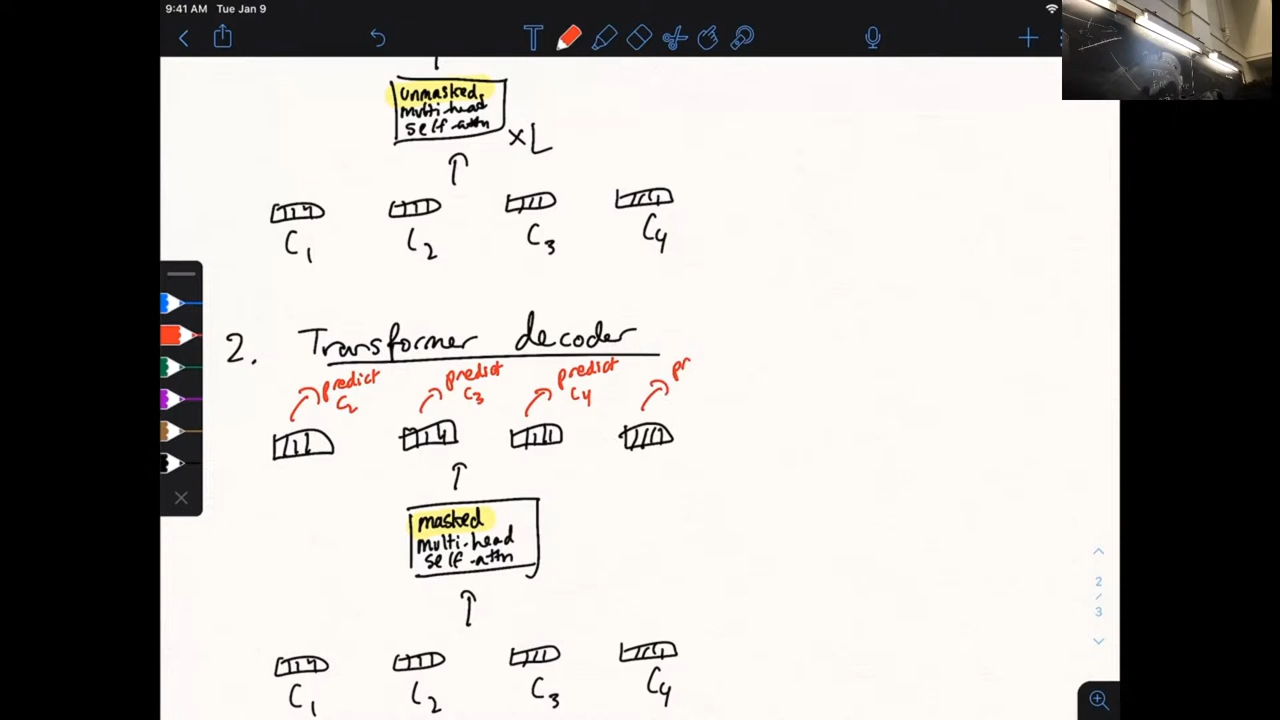 9:41 AM Tue Jan 9
T
unmasked
multi-head
self-attn
×L
C1 C2 C3 C4
2. Transformer decoder
predict C2 predict C3 predict C4 pr
masked
multi-head
self-attn
C1 C2 C3 C4
2
/
3